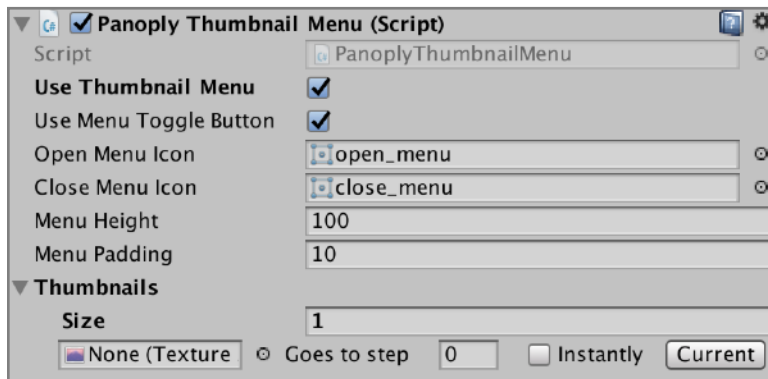 Panoply Thumbnail Menu (Script)
Script PanoplyThumbnailMenu
Use Thumbnail Menu
Use Menu Toggle Button
Open Menu Icon open_menu
Close Menu Icon close_menu
Menu Height 100
Menu Padding 10
Thumbnails
Size 1
None (Texture Goes to step 0 Instantly Current